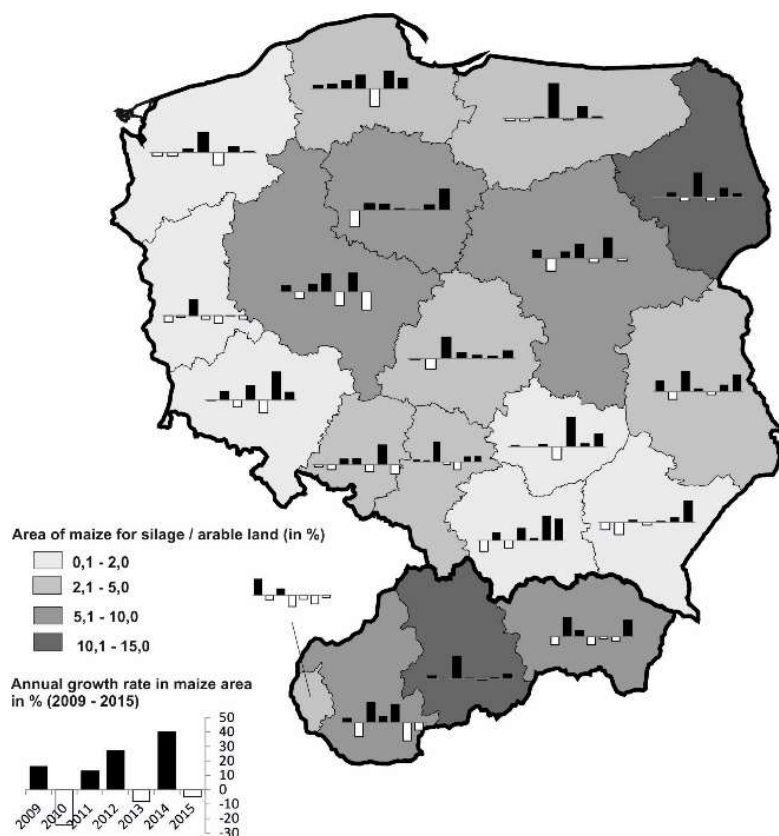 Area of maize for silage / arable land (in %)
0,1 - 2,0
2,1 - 5,0
5,1 - 10,0
10,1 - 15,0
Annual growth rate in maize area
in % (2009 - 2015)
50
40
30
20
10
0
-10
-20
-30
2009
2010
2011
2012
2013
2014
2015